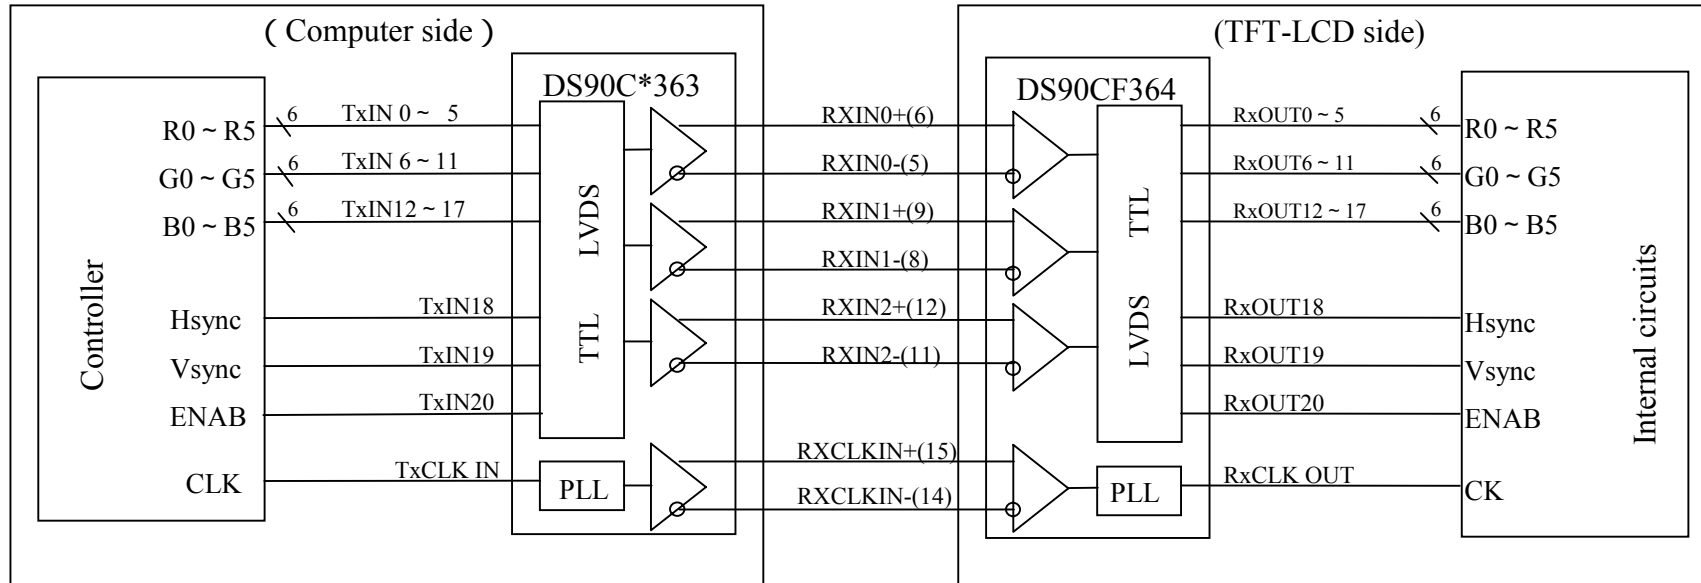 ( Computer side )
(TFT-LCD side)
DS90C*363
DS90CF364
R0 ~ R5
6
TxIN 0 ~ 5
RXIN0+(6)
RxOUT0 ~ 5
6
R0 ~ R5
G0 ~ G5
6
TxIN 6 ~ 11
RXIN0-(5)
RxOUT6 ~ 11
6
G0 ~ G5
B0 ~ B5
6
TxIN12 ~ 17
RXIN1+(9)
RxOUT12 ~ 17
6
B0 ~ B5
RXIN1-(8)
Controller
TTL LVDS
LVDS TTL
Internal circuits
Hsync
TxIN18
RXIN2+(12)
RxOUT18
Hsync
Vsync
TxIN19
RXIN2-(11)
RxOUT19
Vsync
ENAB
TxIN20
RxOUT20
ENAB
CLK
TxCLK IN
PLL
RXCLKIN+(15)
RXCLKIN-(14)
PLL
RxCLK OUT
CK